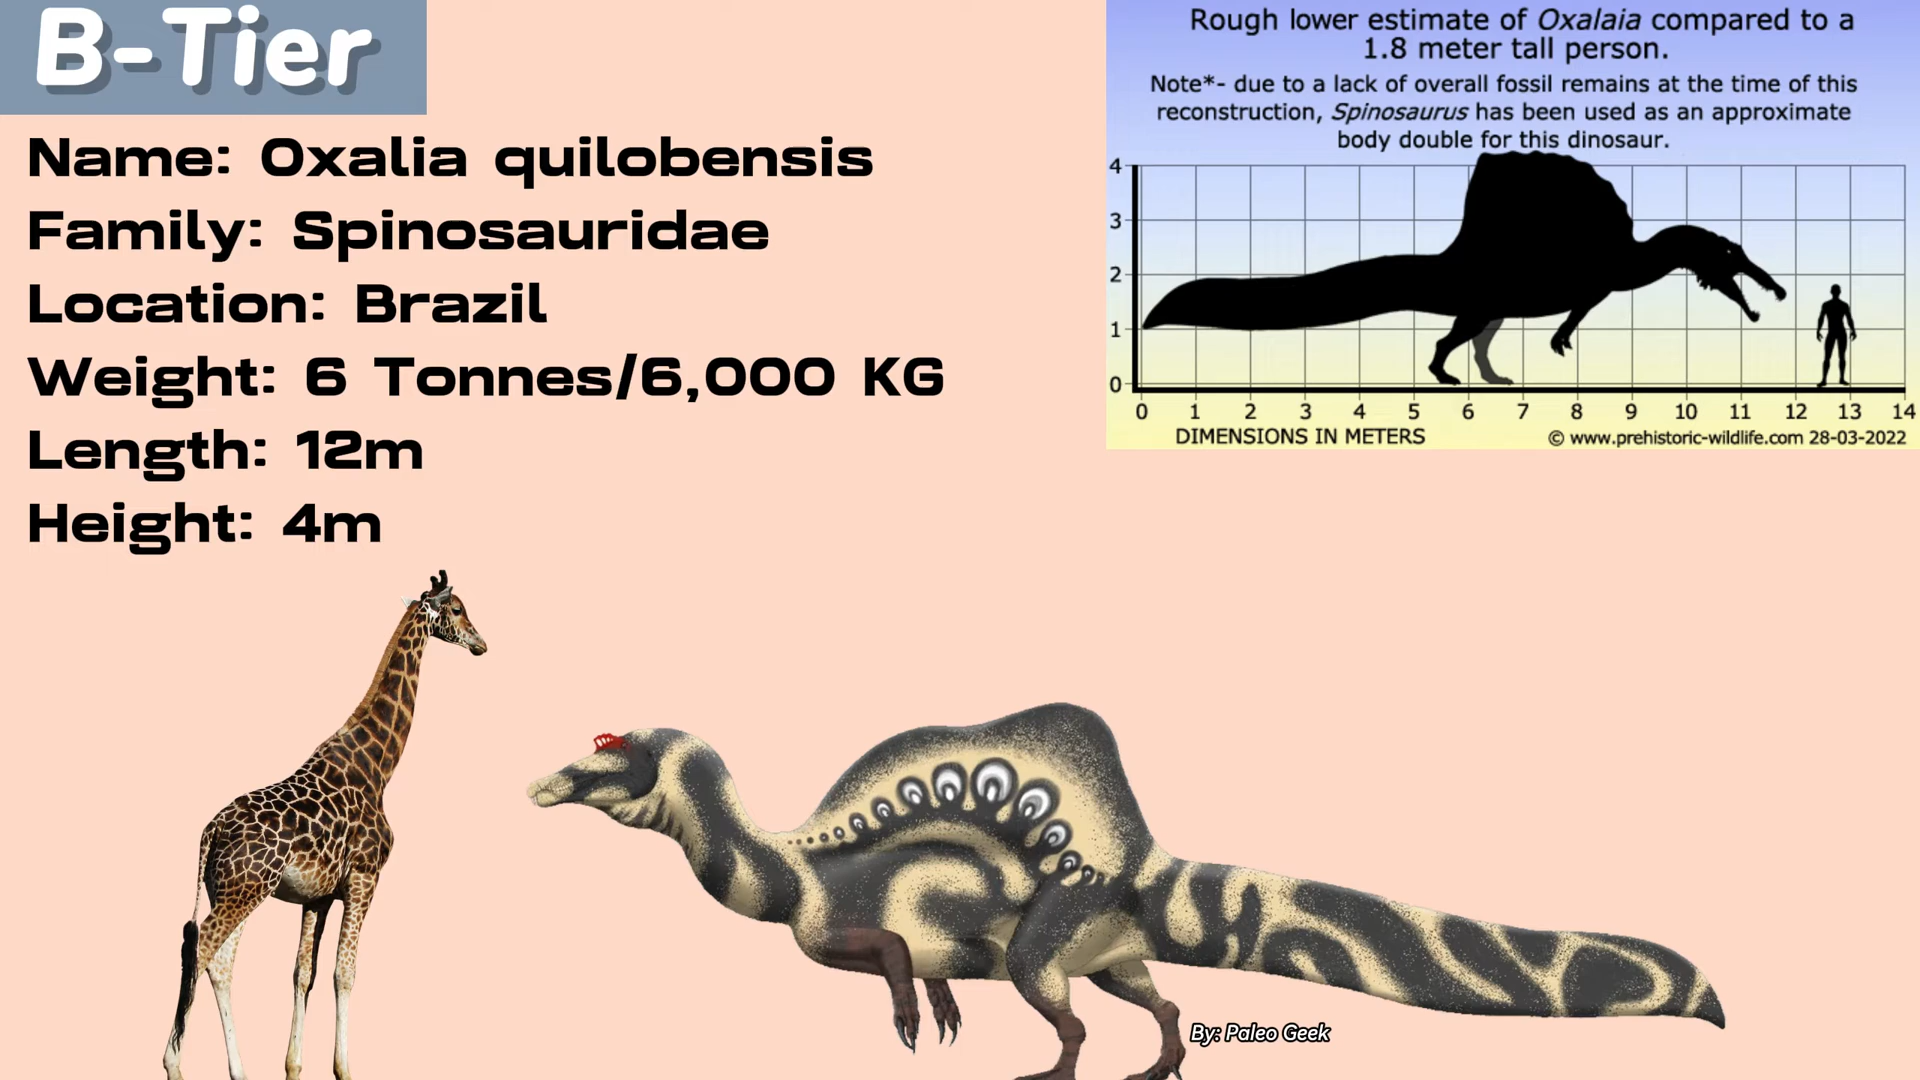 B-Tier
Name: Oxalia quilobensis
Family: Spinosauridae
Location: Brazil
Weight: 6 Tonnes/6,000 KG
Length: 12m
Height: 4m
Rough lower estimate of Oxalaia compared to a
1.8 meter tall person.
Note*- due to a lack of overall fossil remains at the time of this
reconstruction, Spinosaurus has been used as an approximate
body double for this dinosaur.
4
3
2
1
0
0 1 2 3 4 5 6 7 8 9 10 11 12 13 14
DIMENSIONS IN METERS © www.prehistoric-wildlife.com 28-03-2022
By: Paleo Geek